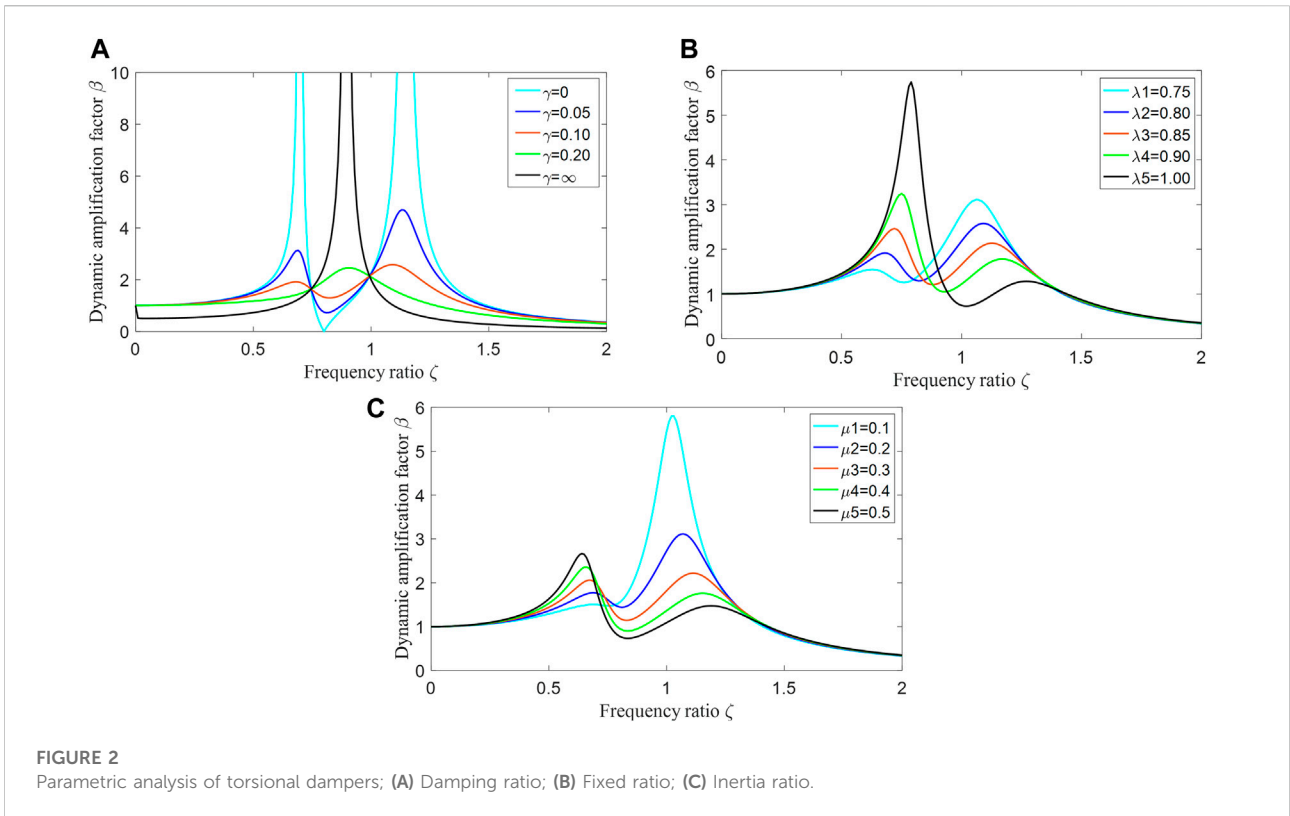 A
Dynamic amplification factor β
10
8
6
4
2
0
0
0.5
1
1.5
2
Frequency ratio ζ
γ=0
γ=0.05
γ=0.10
γ=0.20
γ=∞
B
Dynamic amplification factor β
6
5
4
3
2
1
0
0
0.5
1
1.5
2
Frequency ratio ζ
λ1=0.75
λ2=0.80
λ3=0.85
λ4=0.90
λ5=1.00
C
Dynamic amplification factor β
6
5
4
3
2
1
0
0
0.5
1
1.5
2
Frequency ratio ζ
μ1=0.1
μ2=0.2
μ3=0.3
μ4=0.4
μ5=0.5
FIGURE 2
Parametric analysis of torsional dampers; (A) Damping ratio; (B) Fixed ratio; (C) Inertia ratio.